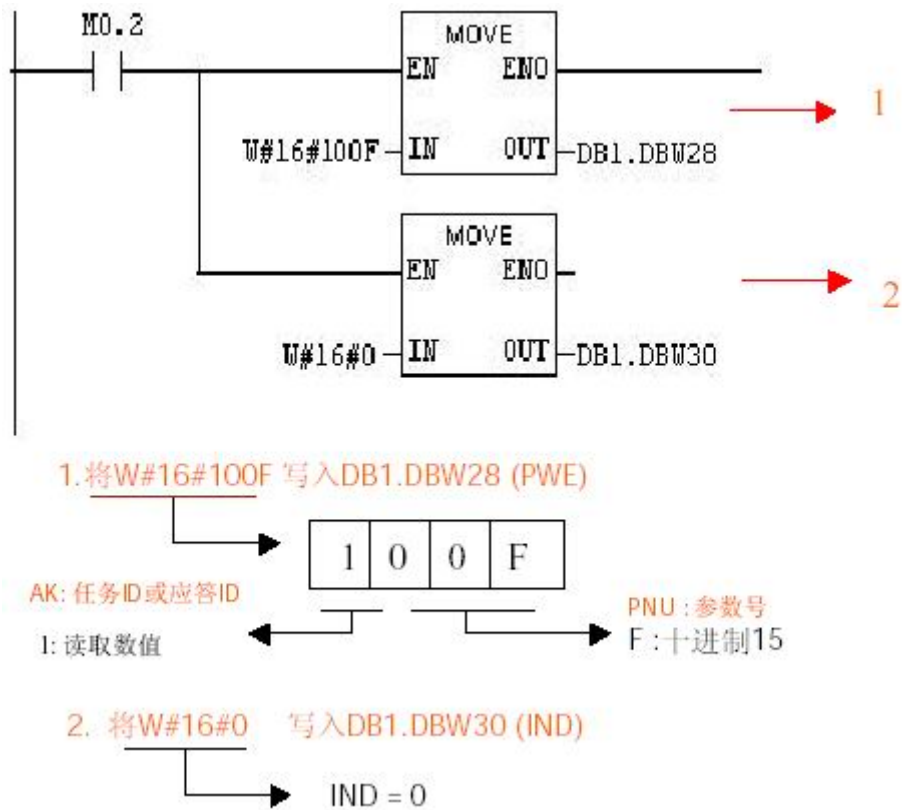 M0.2
MOVE
EN ENO
1
W#16#100F IN OUT DB1.DBW28
MOVE
EN ENO
2
W#16#0 IN OUT DB1.DBW30
1.将W#16#100F 写入DB1.DBW28 (PWE)
1 0 0 F
AK: 任务ID或应答ID
PNU :参数号
1: 读取数值
F :十进制15
2. 将W#16#0 写入DB1.DBW30 (IND)
IND = 0